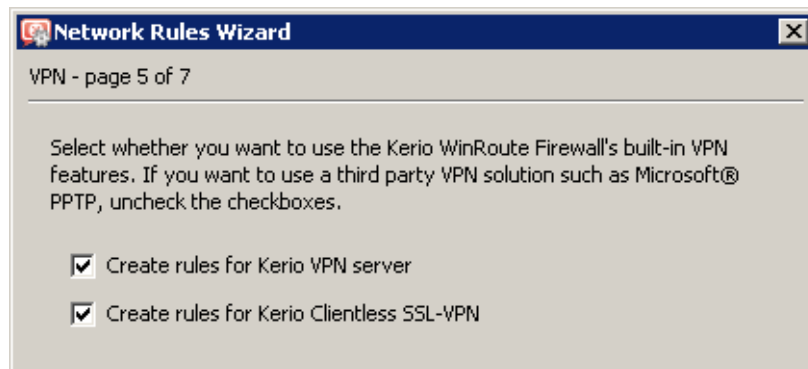 Network Rules Wizard
VPN - page 5 of 7
Select whether you want to use the Kerio WinRoute Firewall's built-in VPN
features. If you want to use a third party VPN solution such as Microsoft®
PPTP, uncheck the checkboxes.
Create rules for Kerio VPN server
Create rules for Kerio Clientless SSL-VPN